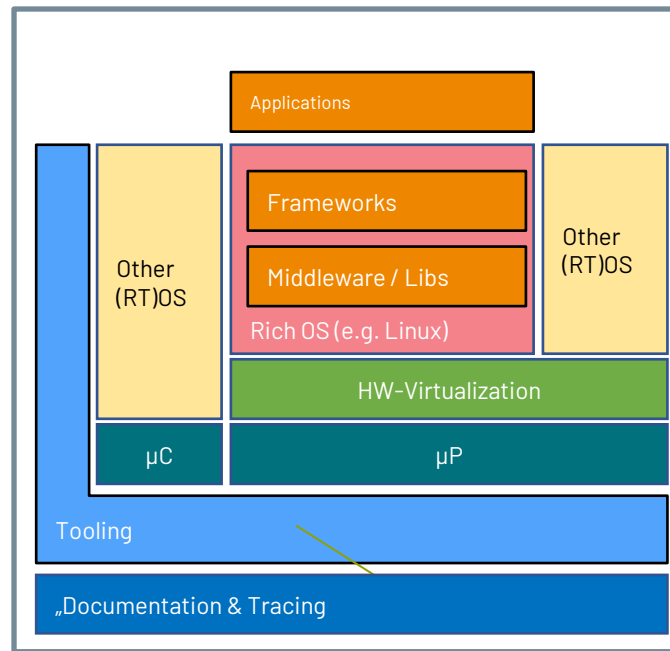 Applications
Frameworks
Middleware / Libs
Rich OS (e.g. Linux)
Other
(RT)OS
Other
(RT)OS
HW-Virtualization
µC
µP
Tooling
„Documentation & Tracing